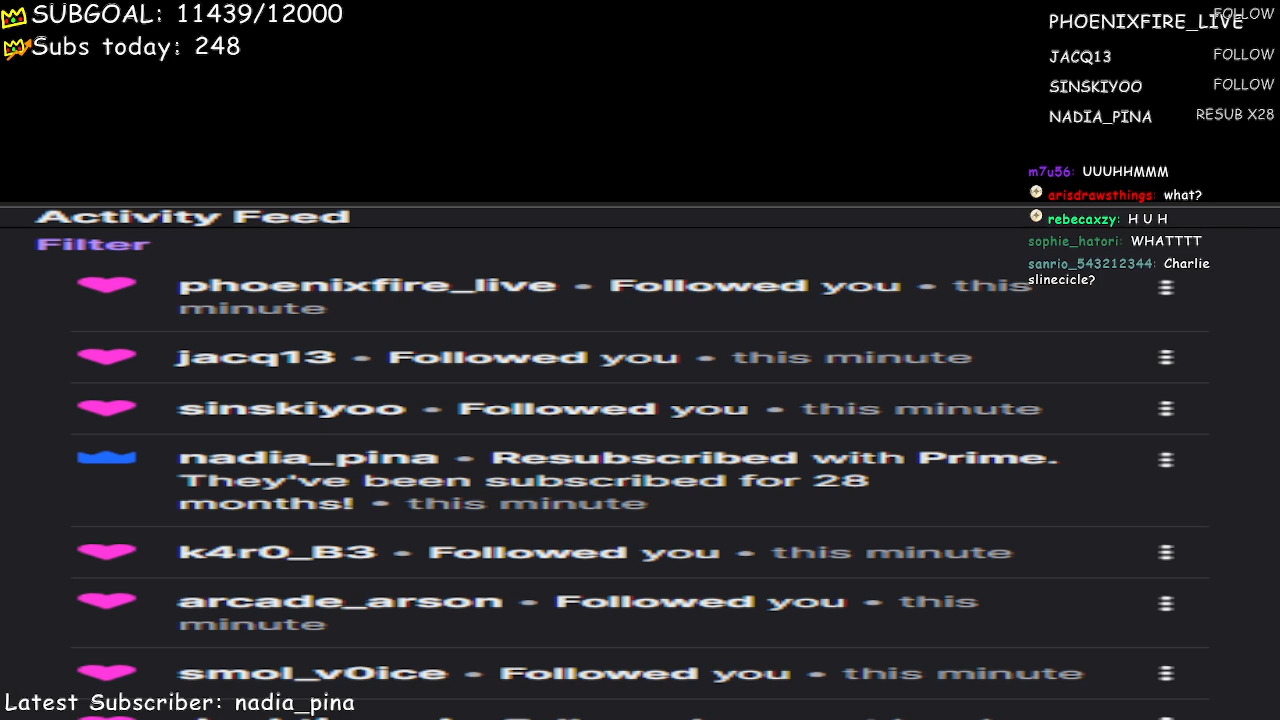 SUBGOAL: 11439/12000
Subs today: 248
FOLLOW
PHOENIXFIRE_LIVE
JACQ13 FOLLOW
SINSKIYOO FOLLOW
NADIA_PINA RESUB X28
m7u56: UUUHHMMM
arisdrawsthings: what?
rebecaxzy: H U H
sophie_hatori: WHATTTT
sanrio_543212344: Charlie
slinecicle?
Activity Feed
Filter
phoenixfire_live • Followed you • this
minute
jacq13 • Followed you • this minute
sinskiyoo • Followed you • this minute
nadia_pina • Resubscribed with Prime.
They've been subscribed for 28
months! • this minute
k4r0_B3 • Followed you • this minute
arcade_arson • Followed you • this
minute
smol_v0ice • Followed you • this minute
Latest Subscriber: nadia_pina